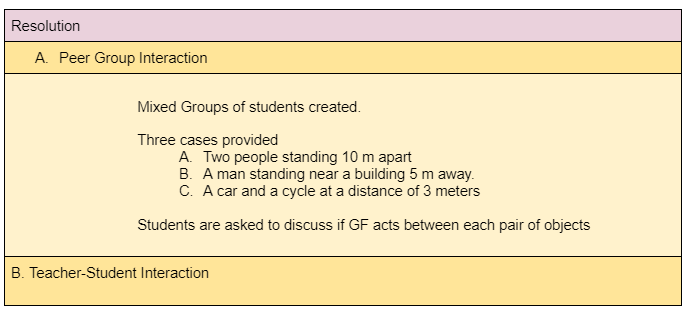 Resolution
A. Peer Group Interaction
Mixed Groups of students created.
Three cases provided
A. Two people standing 10 m apart
B. A man standing near a building 5 m away.
C. A car and a cycle at a distance of 3 meters
Students are asked to discuss if GF acts between each pair of objects
B. Teacher-Student Interaction